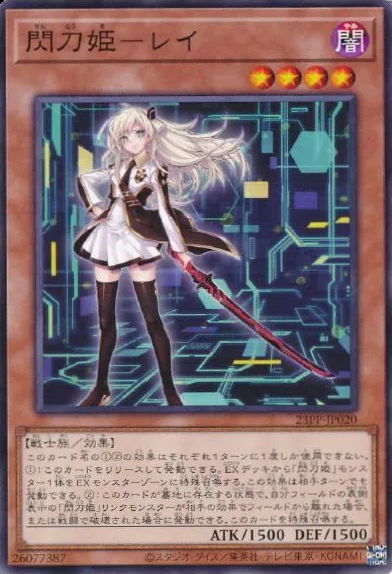 閃刀姫－レイ
闇
23PP-JP020
【戦士族／効果】
このカード名の①②の効果はそれぞれ1ターンに1度しか使用できない。
①：このカードをリリースして発動できる。EXデッキから「閃刀姫」モンス
ター1体をEXモンスターゾーンに特殊召喚する。この効果は相手ターンでも
発動できる。②：このカードが墓地に存在する状態で、自分フィールドの表側
表示の「閃刀姫」リンクモンスターが相手の効果でフィールドから離れた場合、
または戦闘で破壊された場合に発動できる。このカードを特殊召喚する。
ATK/1500 DEF/1500
26077387 ©スタジオ・ダイス／集英社・テレビ東京・KONAMI